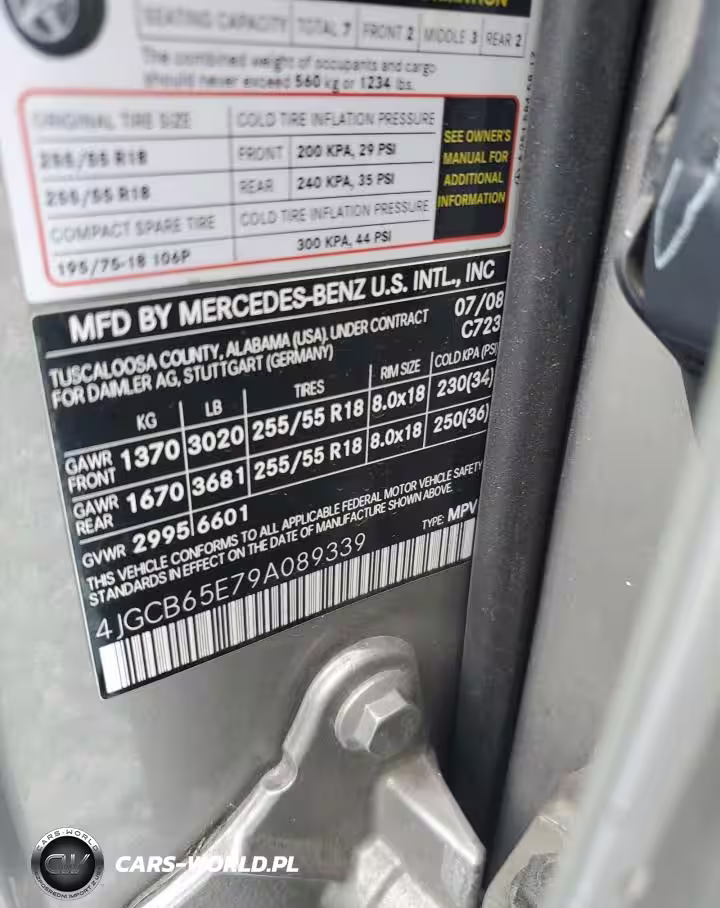 SEATING CAPACITY TOTAL 7 FRONT 2 MIDDLE 3 REAR 2
The combined weight of occupants and cargo
should never exceed 560 kg or 1234 lbs.
ORIGINAL TIRE SIZE COLD TIRE INFLATION PRESSURE
255/55 R18 FRONT 200 KPA, 29 PSI
255/55 R18 REAR 240 KPA, 35 PSI
COMPACT SPARE TIRE COLD TIRE INFLATION PRESSURE
195/75-18 106P 300 KPA, 44 PSI
SEE OWNER'S
MANUAL FOR
ADDITIONAL
INFORMATION
MFD BY MERCEDES-BENZ U.S. INTL., INC
TUSCALOOSA COUNTY, ALABAMA (USA), UNDER CONTRACT 07/08
FOR DAIMLER AG, STUTTGART (GERMANY) C723
KG LB TIRES RIM SIZE COLD KPA (PSI)
GAWR FRONT 1370 3020 255/55 R18 8.0x18 230(34)
GAWR REAR 1670 3681 255/55 R18 8.0x18 250(36)
GVWR 2995 6601
THIS VEHICLE CONFORMS TO ALL APPLICABLE FEDERAL MOTOR VEHICLE SAFETY
STANDARDS IN EFFECT ON THE DATE OF MANUFACTURE SHOWN ABOVE.
TYPE: MPV
4JGCB65E79A089339
CARS-WORLD
CW
CARS-WORLD.PL